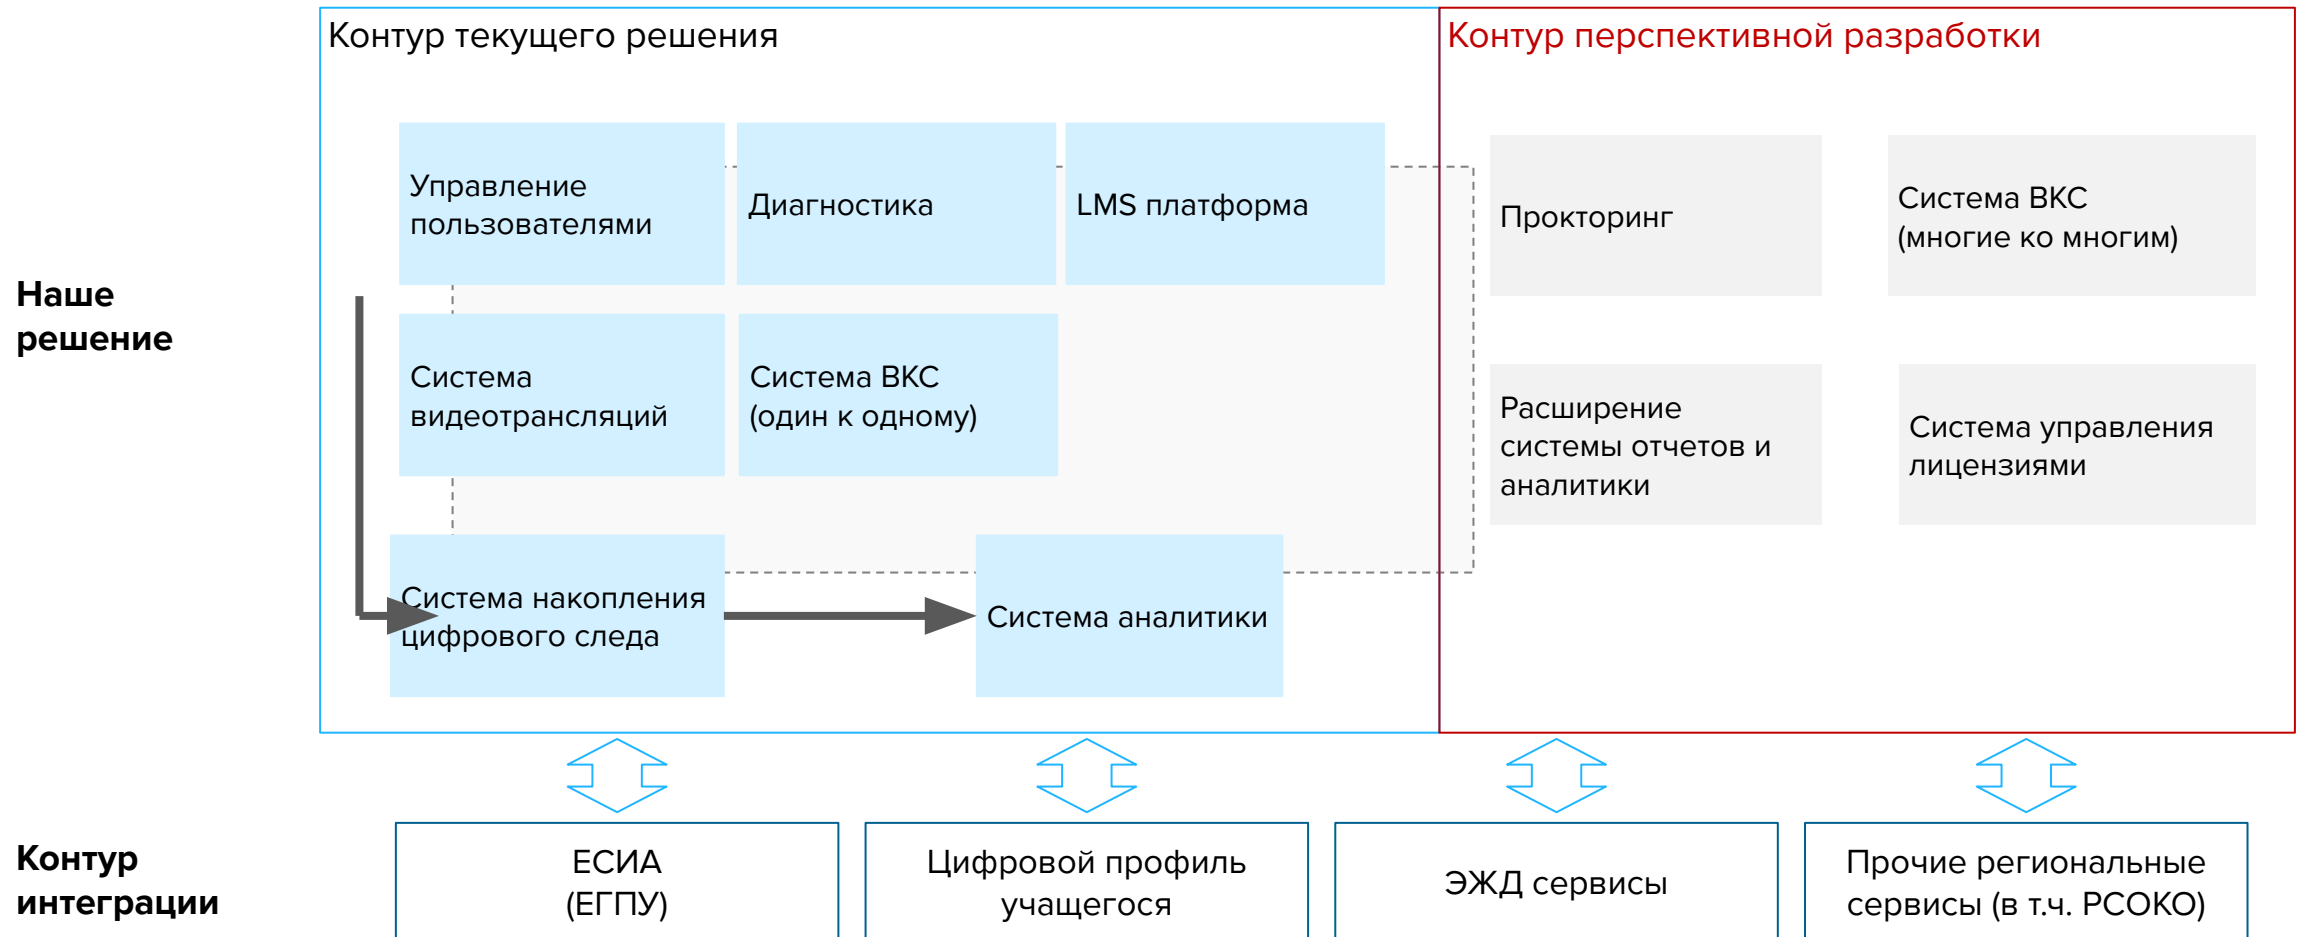 Контур текущего решения
Контур перспективной разработки
Наше
решение
Управление
пользователями
Диагностика
LMS платформа
Прокторинг
Система ВКС
(многие ко многим)
Система
видеотрансляций
Система ВКС
(один к одному)
Расширение
системы отчетов и
аналитики
Система управления
лицензиями
Система накопления
цифрового следа
Система аналитики
Контур
интеграции
ЕСИА
(ЕГПУ)
Цифровой профиль
учащегося
ЭЖД сервисы
Прочие региональные
сервисы (в т.ч. РСОКО)